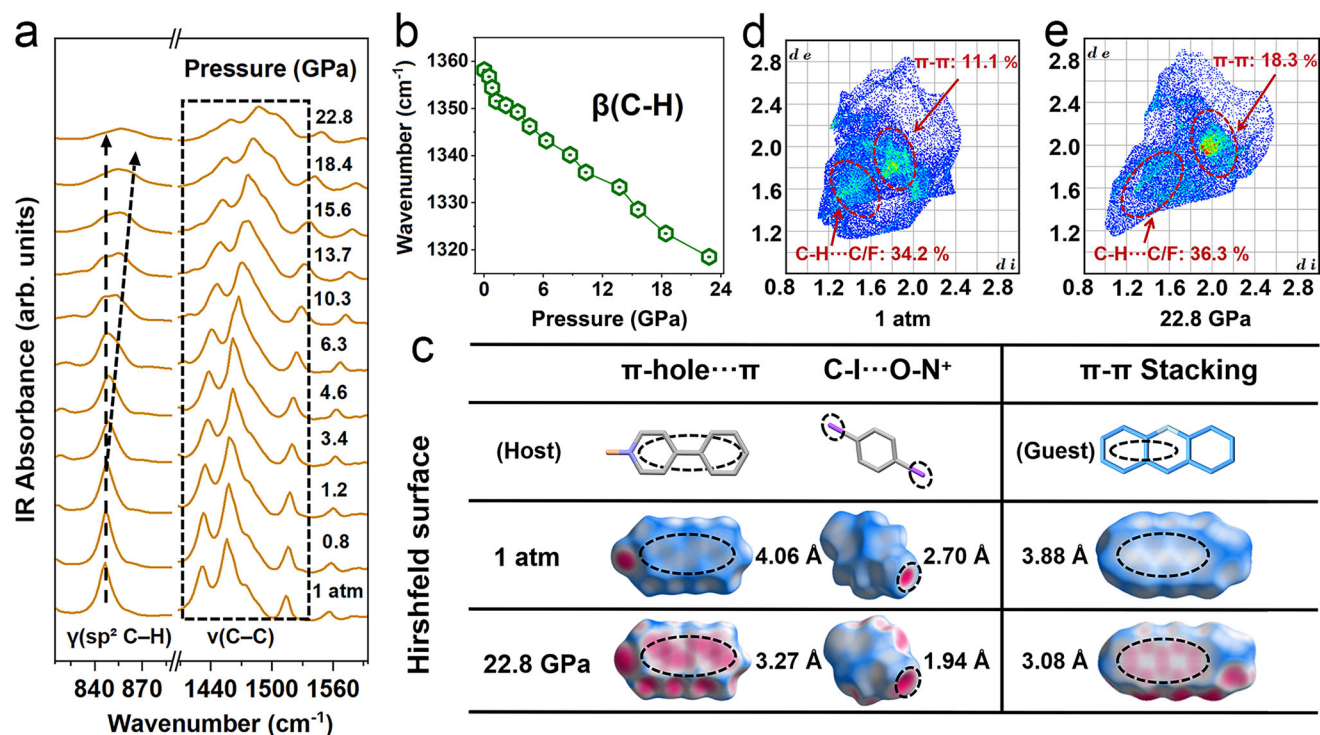 a
Pressure (GPa)
22.8
18.4
15.6
13.7
10.3
6.3
4.6
3.4
1.2
0.8
1 atm
γ(sp² C–H)
ν(C–C)
840 870 1440 1500 1560
Wavenumber (cm⁻¹)
IR Absorbance (arb. units)
b
β(C-H)
1360
1350
1340
1330
1320
0 6 12 18 24
Pressure (GPa)
Wavenumber (cm⁻¹)
d
d e
π-π: 11.1 %
C-H···C/F: 34.2 %
d i
2.8
2.4
2.0
1.6
1.2
0.8 1.2 1.6 2.0 2.4 2.8
1 atm
e
d e
π-π: 18.3 %
C-H···C/F: 36.3 %
d i
2.8
2.4
2.0
1.6
1.2
0.8 1.2 1.6 2.0 2.4 2.8
22.8 GPa
c
π-hole···π C-I···O-N⁺ π-π Stacking
(Host) (Guest)
Hirshfeld surface
1 atm 4.06 Å 2.70 Å 3.88 Å
22.8 GPa 3.27 Å 1.94 Å 3.08 Å